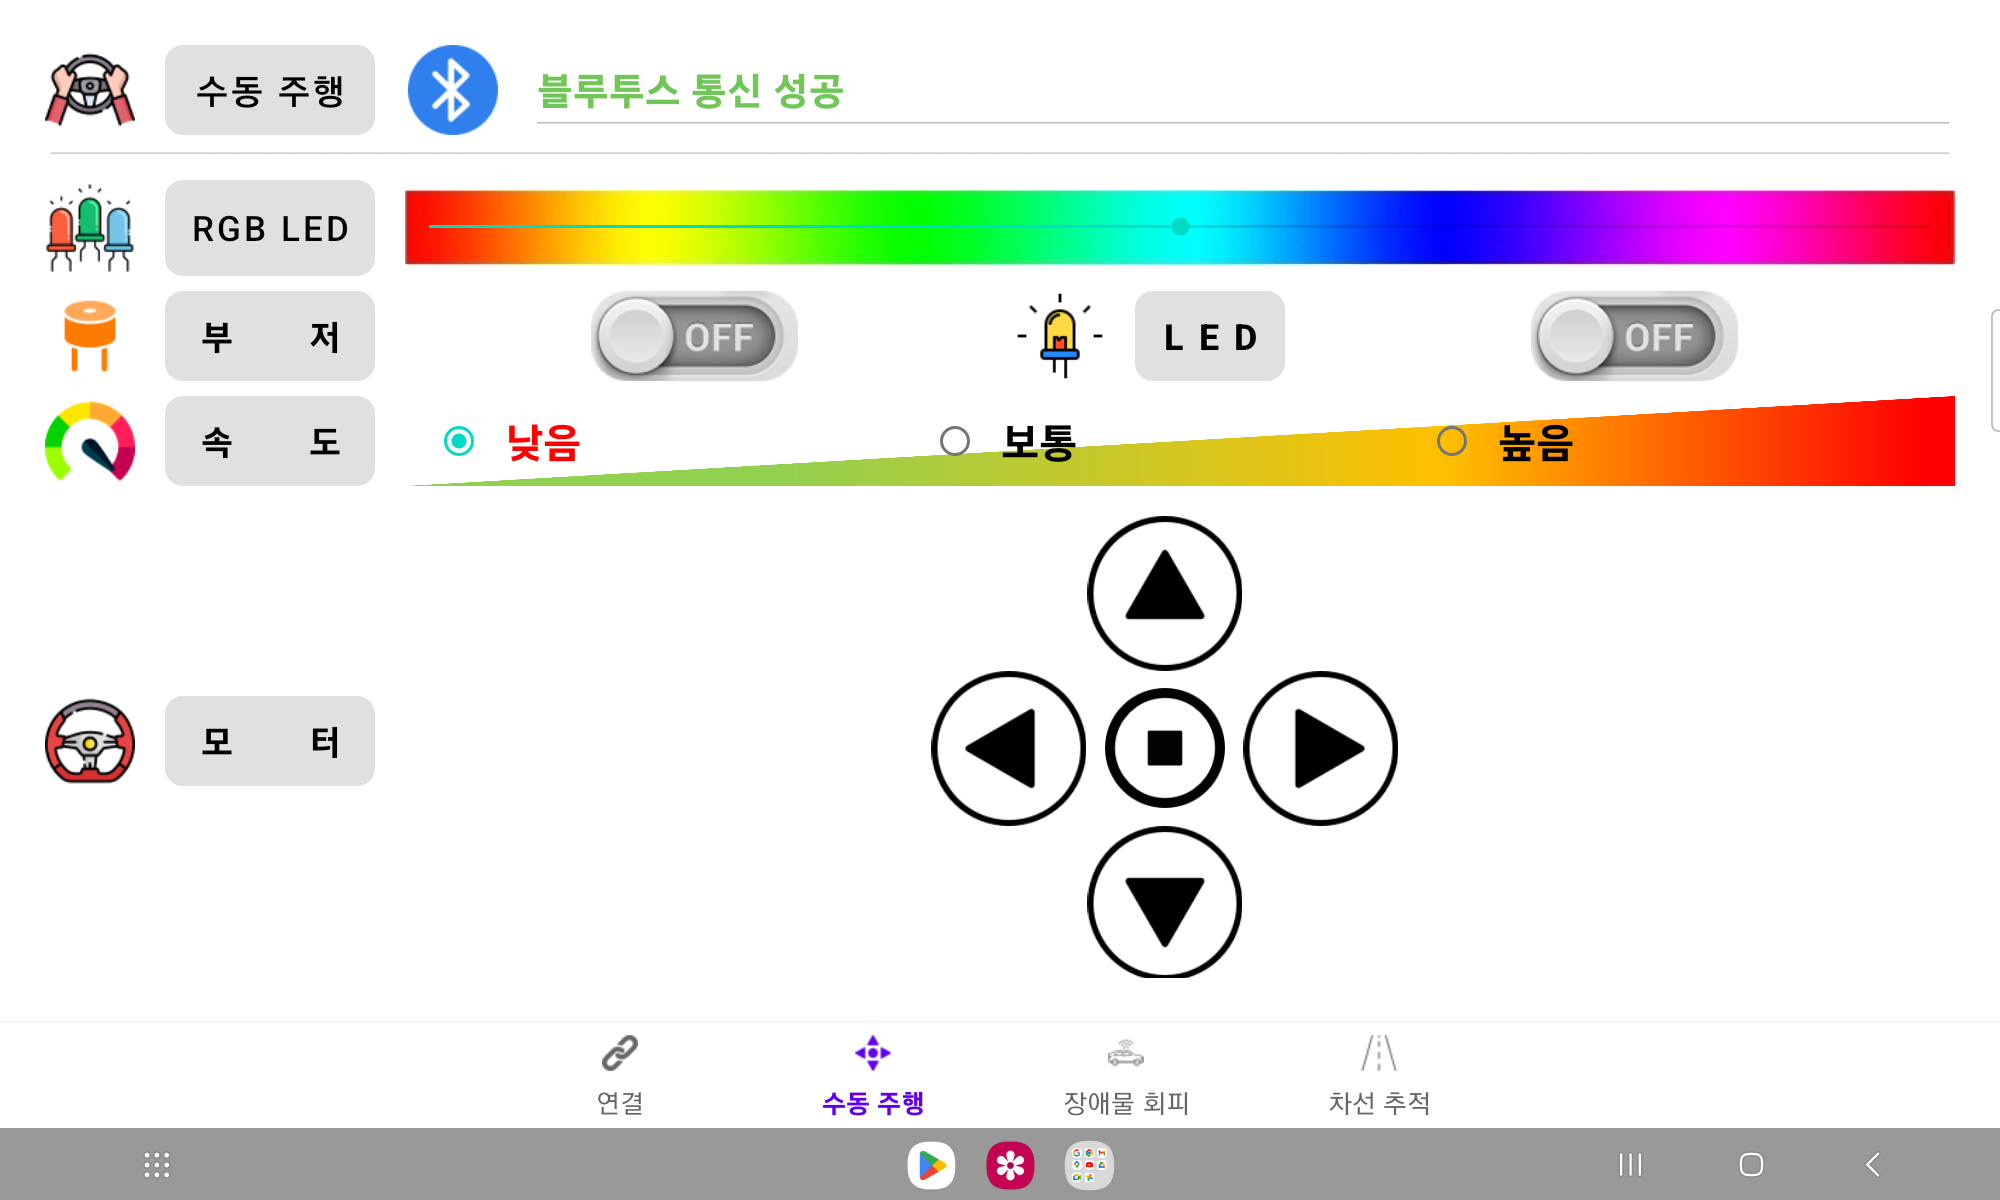 수동 주행
블루투스 통신 성공
RGB LED
부 저
OFF
L E D
OFF
속 도
낮음
보통
높음
모 터
연결
수동 주행
장애물 회피
차선 추적